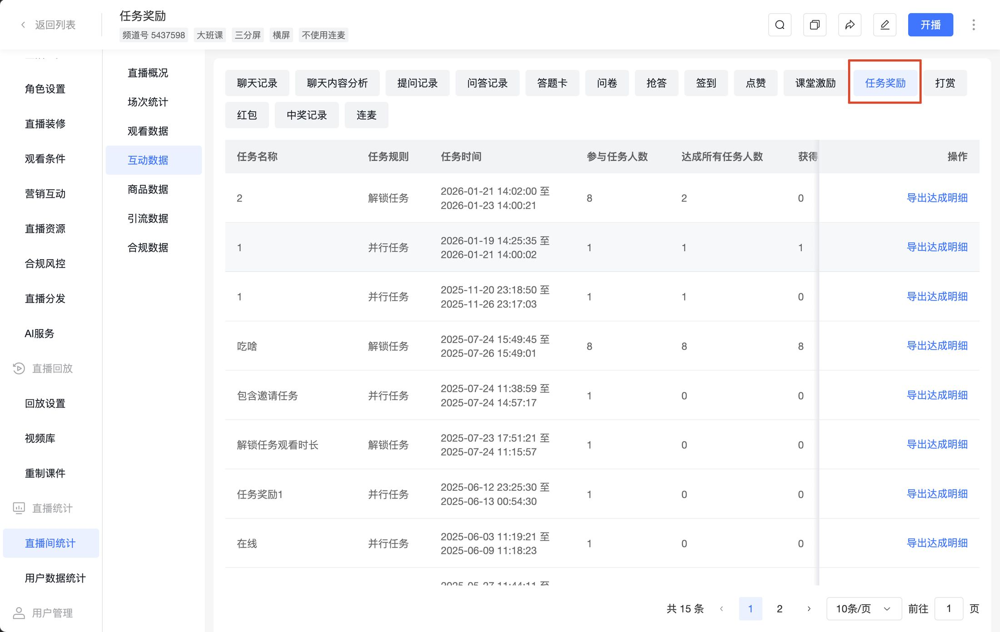 返回列表
任务奖励
频道号 5437598 大班课 三分屏 横屏 不使用连麦
开播
角色设置
直播装修
观看条件
营销互动
直播资源
合规风控
直播分发
AI服务
直播回放
回放设置
视频库
重制课件
直播统计
直播间统计
用户数据统计
用户管理
直播概况
场次统计
观看数据
互动数据
商品数据
引流数据
合规数据
聊天记录 聊天内容分析 提问记录 问答记录 答题卡 问卷 抢答 签到 点赞 课堂激励 任务奖励 打赏
红包 中奖记录 连麦
任务名称 任务规则 任务时间 参与任务人数 达成所有任务人数 获得 操作
2 解锁任务 2026-01-21 14:02:00 至 8 2 0 导出达成明细
2026-01-23 14:00:21
1 并行任务 2026-01-19 14:25:35 至 1 1 1 导出达成明细
2026-01-21 14:00:02
1 并行任务 2025-11-20 23:18:50 至 1 1 0 导出达成明细
2025-11-26 23:17:03
吃啥 解锁任务 2025-07-24 15:49:45 至 8 8 8 导出达成明细
2025-07-26 15:49:01
包含邀请任务 并行任务 2025-07-24 11:38:59 至 1 0 0 导出达成明细
2025-07-24 14:57:17
解锁任务观看时长 解锁任务 2025-07-23 17:51:21 至 1 0 0 导出达成明细
2025-07-24 11:15:57
任务奖励1 并行任务 2025-06-12 23:25:30 至 1 0 0 导出达成明细
2025-06-13 00:54:30
在线 并行任务 2025-06-03 11:19:21 至 1 0 0 导出达成明细
2025-06-09 11:18:23
2025-05-27 11:44:11 至
共 15 条 1 2 10条/页 前往 1 页